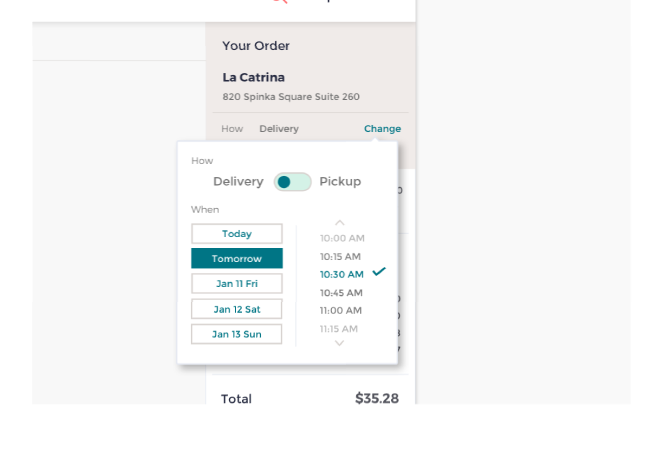 Your Order
La Catrina
820 Spinka Square Suite 260
How Delivery Change
How
Delivery Pickup
When
Today
Tomorrow
Jan 11 Fri
Jan 12 Sat
Jan 13 Sun
10:00 AM
10:15 AM
10:30 AM
10:45 AM
11:00 AM
11:15 AM
Total $35.28